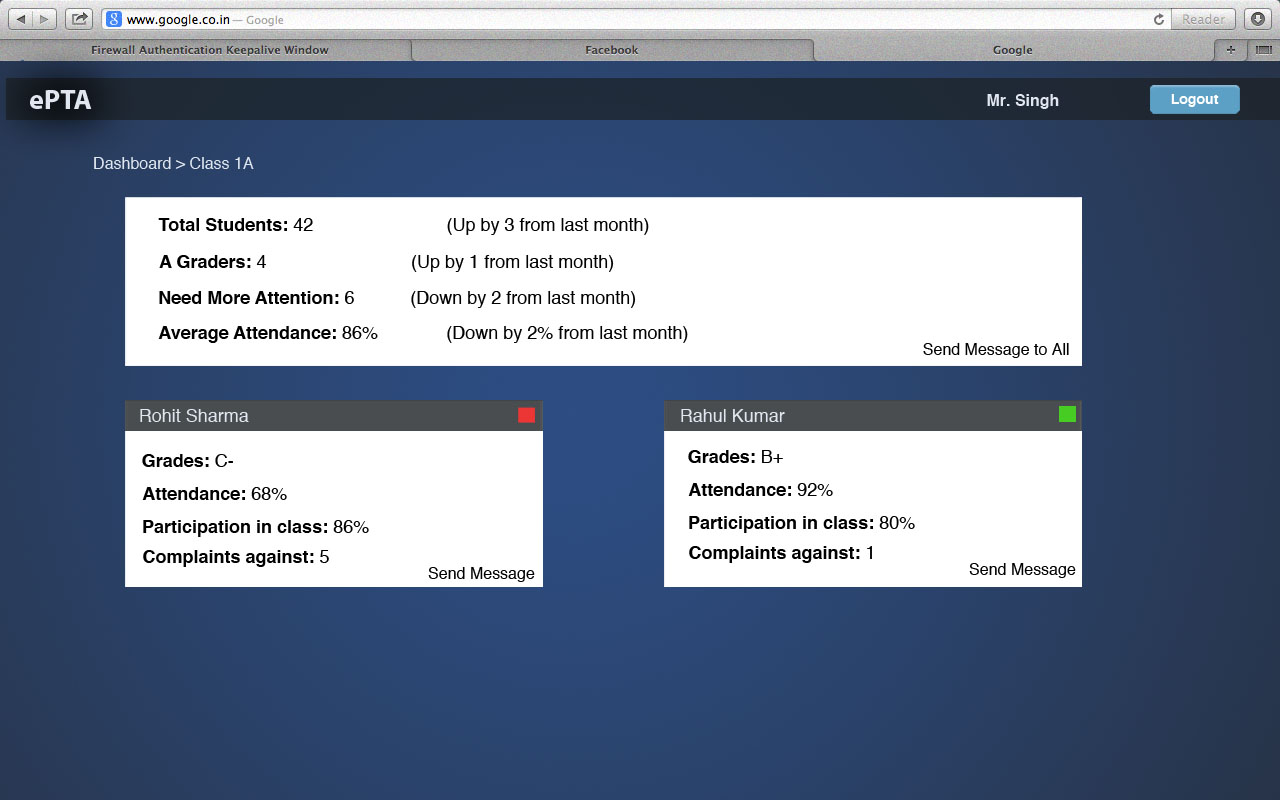 www.google.co.in — Google
Reader
Firewall Authentication Keepalive Window
Facebook
Google
ePTA
Mr. Singh
Logout
Dashboard > Class 1A
Total Students: 42 (Up by 3 from last month)
A Graders: 4 (Up by 1 from last month)
Need More Attention: 6 (Down by 2 from last month)
Average Attendance: 86% (Down by 2% from last month)
Send Message to All
Rohit Sharma
Grades: C-
Attendance: 68%
Participation in class: 86%
Complaints against: 5
Send Message
Rahul Kumar
Grades: B+
Attendance: 92%
Participation in class: 80%
Complaints against: 1
Send Message